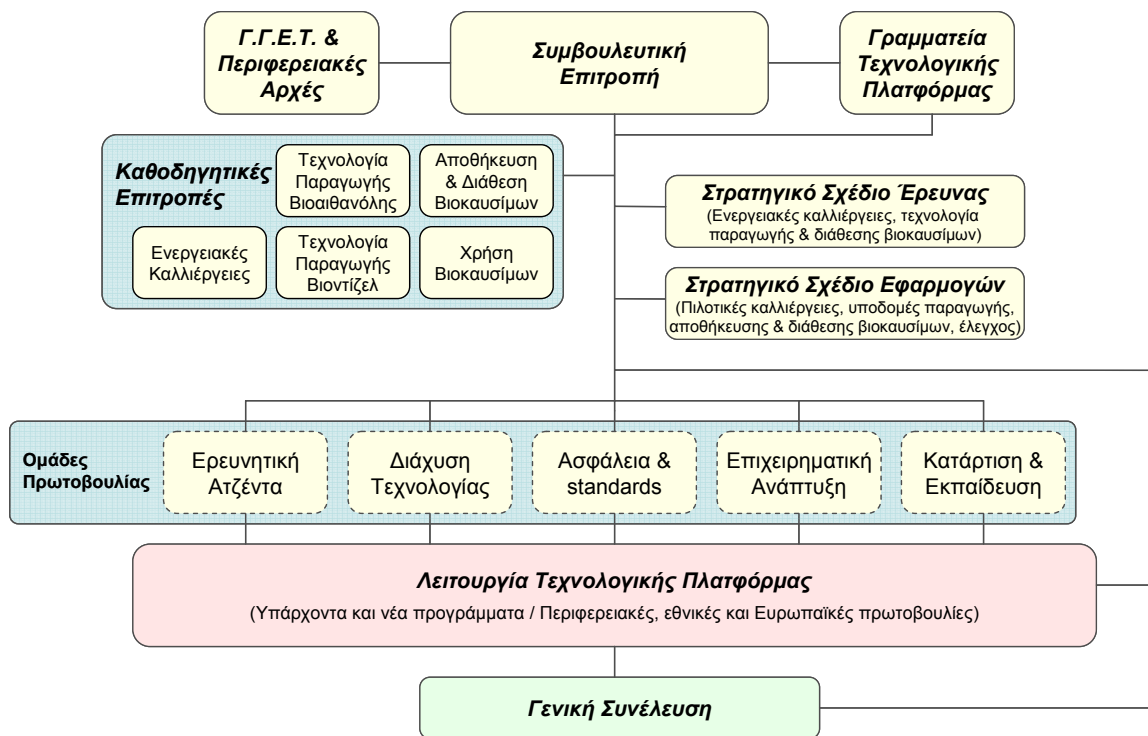 Γ.Γ.Ε.Τ. &
Περιφερειακές
Αρχές
Συμβουλευτική
Επιτροπή
Γραμματεία
Τεχνολογικής
Πλατφόρμας
Καθοδηγητικές
Επιτροπές
Τεχνολογία
Παραγωγής
Βιοαιθανόλης
Αποθήκευση
& Διάθεση
Βιοκαυσίμων
Ενεργειακές
Καλλιέργειες
Τεχνολογία
Παραγωγής
Βιοντίζελ
Χρήση
Βιοκαυσίμων
Στρατηγικό Σχέδιο Έρευνας
(Ενεργειακές καλλιέργειες, τεχνολογία
παραγωγής & διάθεσης βιοκαυσίμων)
Στρατηγικό Σχέδιο Εφαρμογών
(Πιλοτικές καλλιέργειες, υποδομές παραγωγής,
αποθήκευσης & διάθεσης βιοκαυσίμων, έλεγχος)
Ομάδες
Πρωτοβουλίας
Ερευνητική
Ατζέντα
Διάχυση
Τεχνολογίας
Ασφάλεια &
standards
Επιχειρηματική
Ανάπτυξη
Κατάρτιση &
Εκπαίδευση
Λειτουργία Τεχνολογικής Πλατφόρμας
(Υπάρχοντα και νέα προγράμματα / Περιφερειακές, εθνικές και Ευρωπαϊκές πρωτοβουλίες)
Γενική Συνέλευση